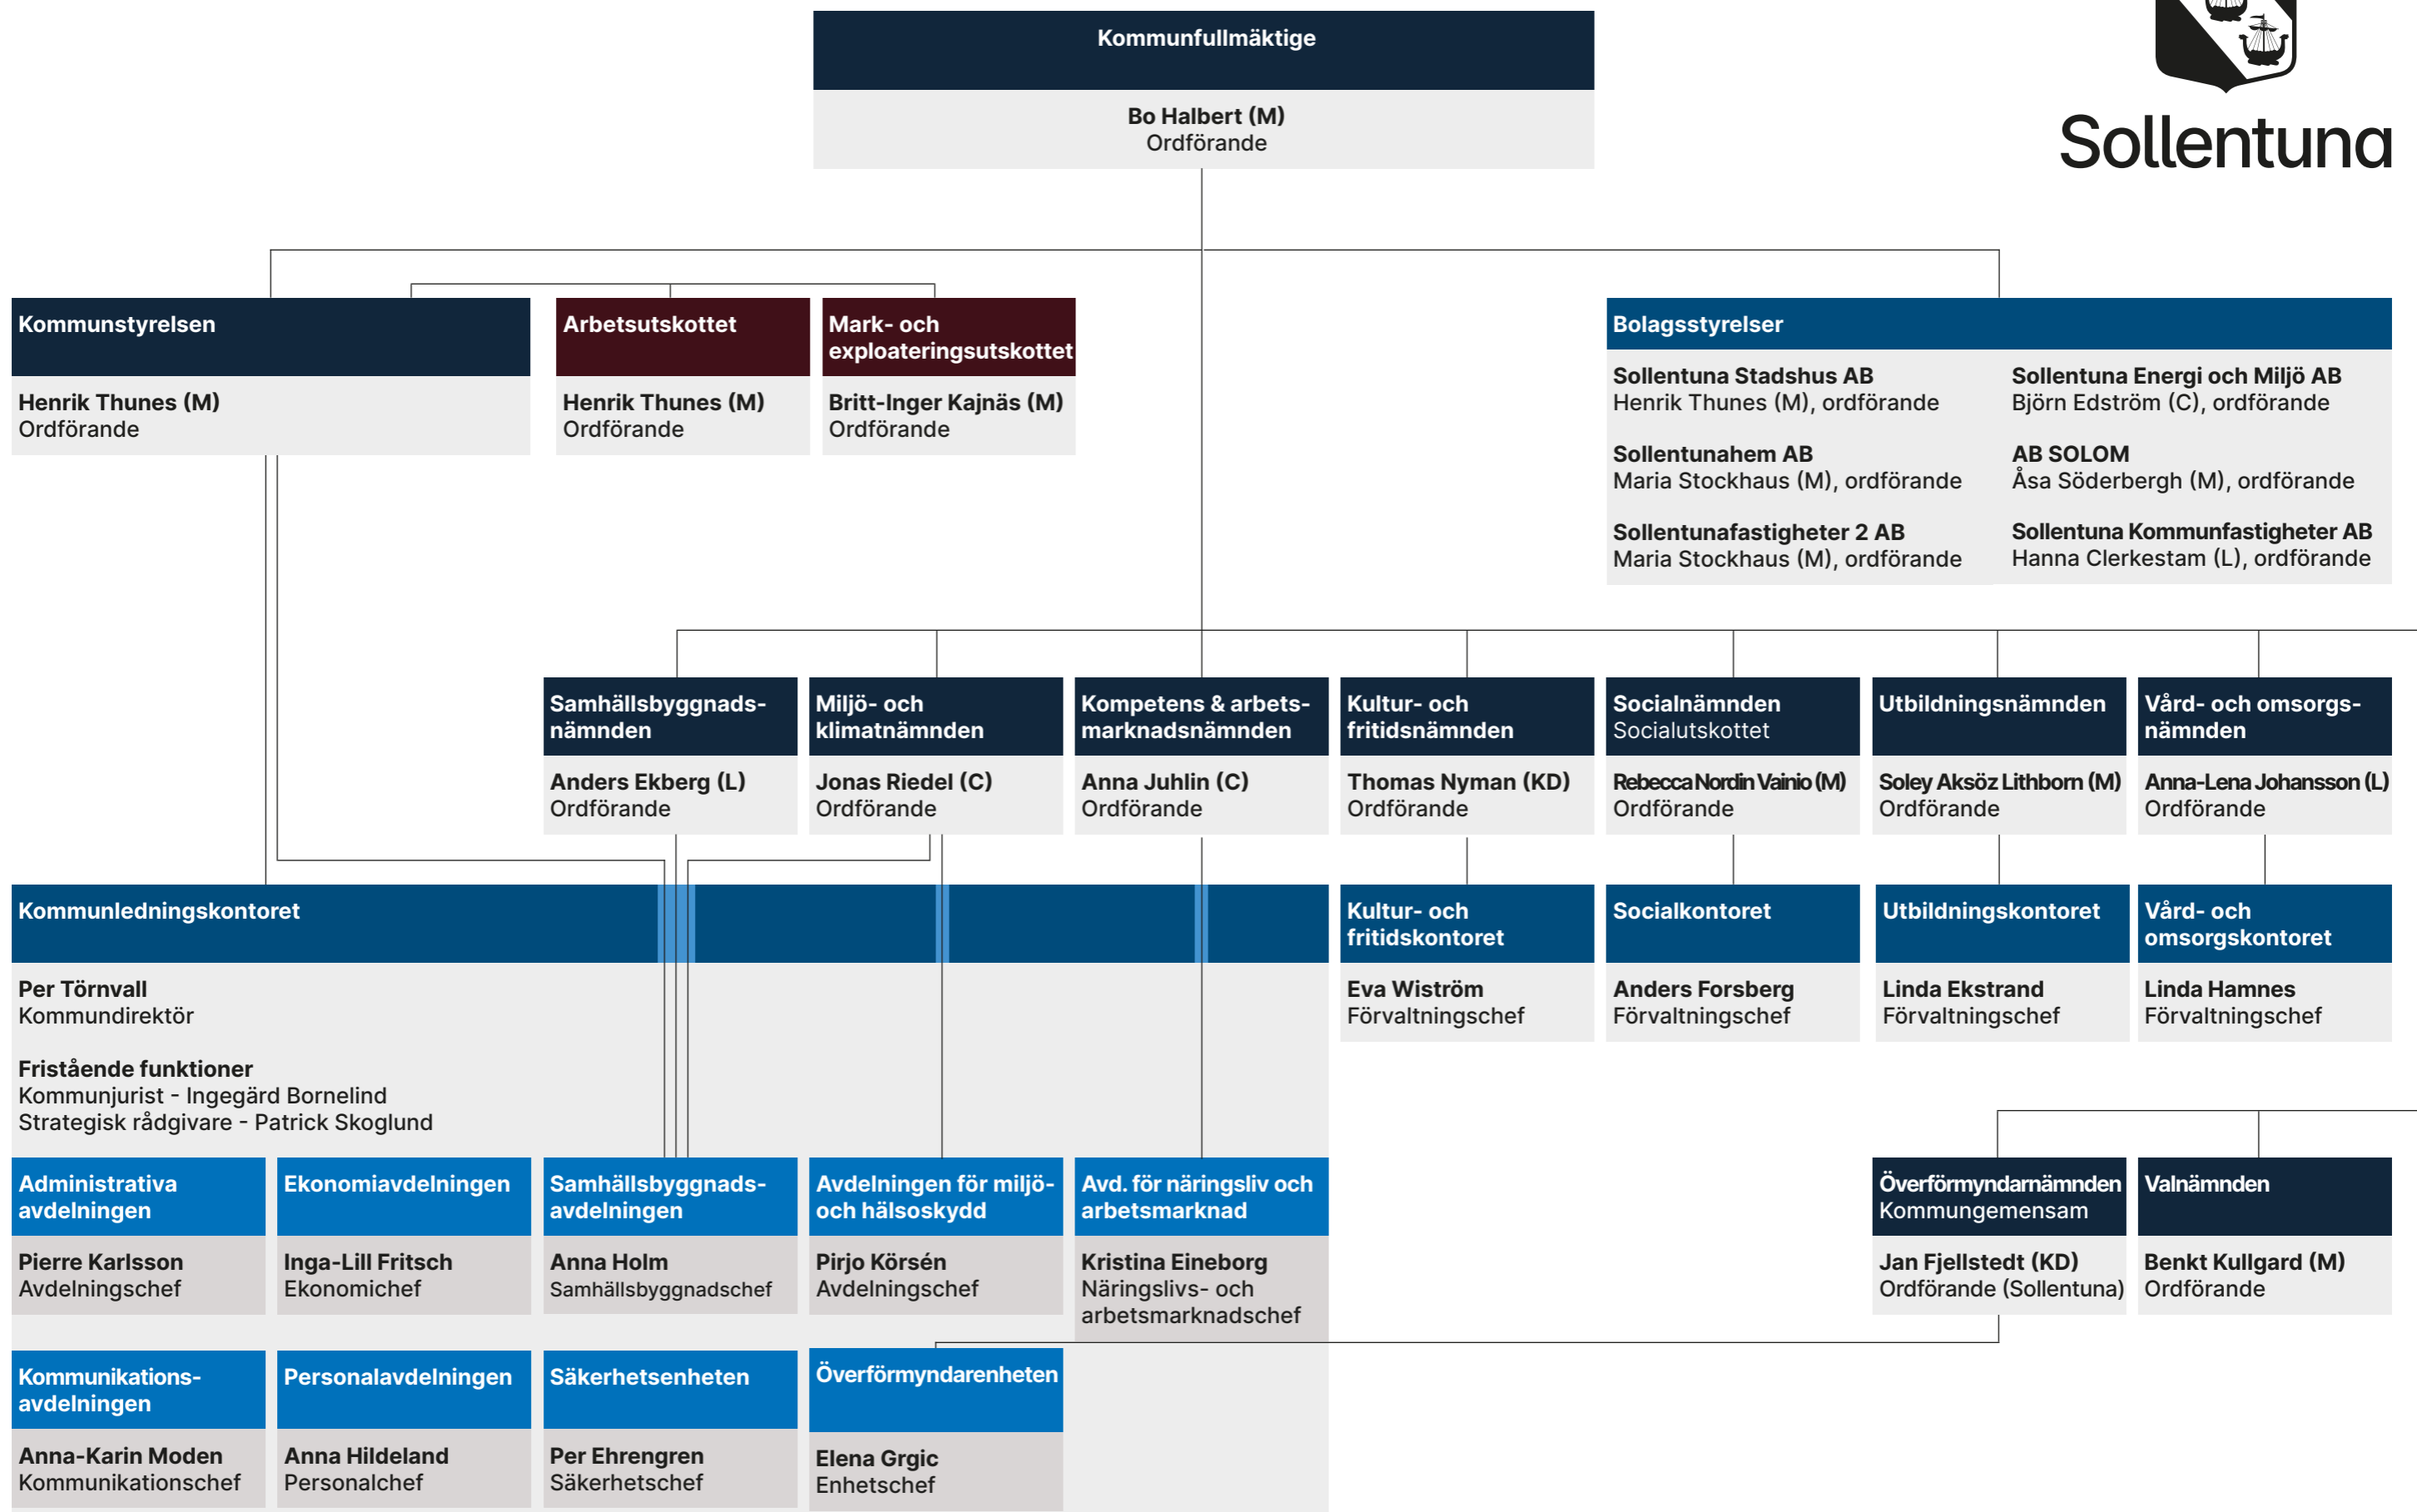 Kommunfullmäktige
Bo Halbert (M)
Ordförande
Sollentuna
Kommunstyrelsen
Henrik Thunes (M)
Ordförande
Arbetsutskottet
Henrik Thunes (M)
Ordförande
Mark- och
exploateringsutskottet
Britt-Inger Kajnäs (M)
Ordförande
Bolagsstyrelser
Sollentuna Stadshus AB
Henrik Thunes (M), ordförande
Sollentunahem AB
Maria Stockhaus (M), ordförande
Sollentunafastigheter 2 AB
Maria Stockhaus (M), ordförande
Sollentuna Energi och Miljö AB
Björn Edström (C), ordförande
AB SOLOM
Åsa Söderbergh (M), ordförande
Sollentuna Kommunfastigheter AB
Hanna Clerkestam (L), ordförande
Samhällsbyggnads-
nämnden
Anders Ekberg (L)
Ordförande
Miljö- och
klimatnämnden
Jonas Riedel (C)
Ordförande
Kompetens & arbets-
marknadsnämnden
Anna Juhlin (C)
Ordförande
Kultur- och
fritidsnämnden
Thomas Nyman (KD)
Ordförande
Socialnämnden
Socialutskottet
Rebecca Nordin Vainio (M)
Ordförande
Utbildningsnämnden
Soley Aksöz Lithborn (M)
Ordförande
Vård- och omsorgs-
nämnden
Anna-Lena Johansson (L)
Ordförande
Kommunledningskontoret
Per Törnvall
Kommundirektör
Fristående funktioner
Kommunjurist - Ingegärd Bornelind
Strategisk rådgivare - Patrick Skoglund
Kultur- och
fritidskontoret
Eva Wiström
Förvaltningschef
Socialkontoret
Anders Forsberg
Förvaltningschef
Utbildningskontoret
Linda Ekstrand
Förvaltningschef
Vård- och
omsorgskontoret
Linda Hamnes
Förvaltningschef
Administrativa
avdelningen
Pierre Karlsson
Avdelningschef
Ekonomiavdelningen
Inga-Lill Fritsch
Ekonomichef
Samhällsbyggnads-
avdelningen
Anna Holm
Samhällsbyggnadschef
Avdelningen för miljö-
och hälsoskydd
Pirjo Körsén
Avdelningschef
Avd. för näringsliv och
arbetsmarknad
Kristina Eineborg
Näringslivs- och
arbetsmarknadschef
Överförmyndarnämnden
Kommungemensam
Jan Fjellstedt (KD)
Ordförande (Sollentuna)
Valnämnden
Benkt Kullgard (M)
Ordförande
Kommunikations-
avdelningen
Anna-Karin Moden
Kommunikationschef
Personalavdelningen
Anna Hildeland
Personalchef
Säkerhetsenheten
Per Ehrengren
Säkerhetschef
Överförmyndarenheten
Elena Grgic
Enhetschef